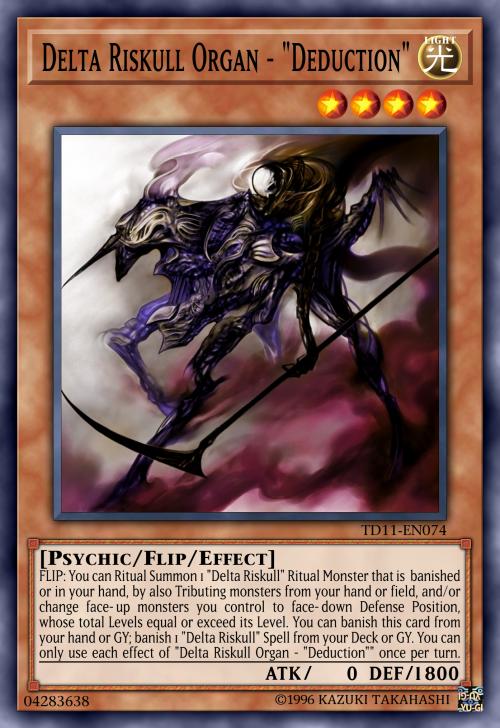 Delta Riskull Organ - "Deduction"
LIGHT
光
TD11-EN074
[Psychic/Flip/Effect]
FLIP: You can Ritual Summon 1 "Delta Riskull" Ritual Monster that is banished
or in your hand, by also Tributing monsters from your hand or field, and/or
change face-up monsters you control to face-down Defense Position,
whose total Levels equal or exceed its Level. You can banish this card from
your hand or GY; banish 1 "Delta Riskull" Spell from your Deck or GY. You can
only use each effect of "Delta Riskull Organ - "Deduction"" once per turn.
ATK/ 0 DEF/1800
04283638
©1996 KAZUKI TAKAHASHI